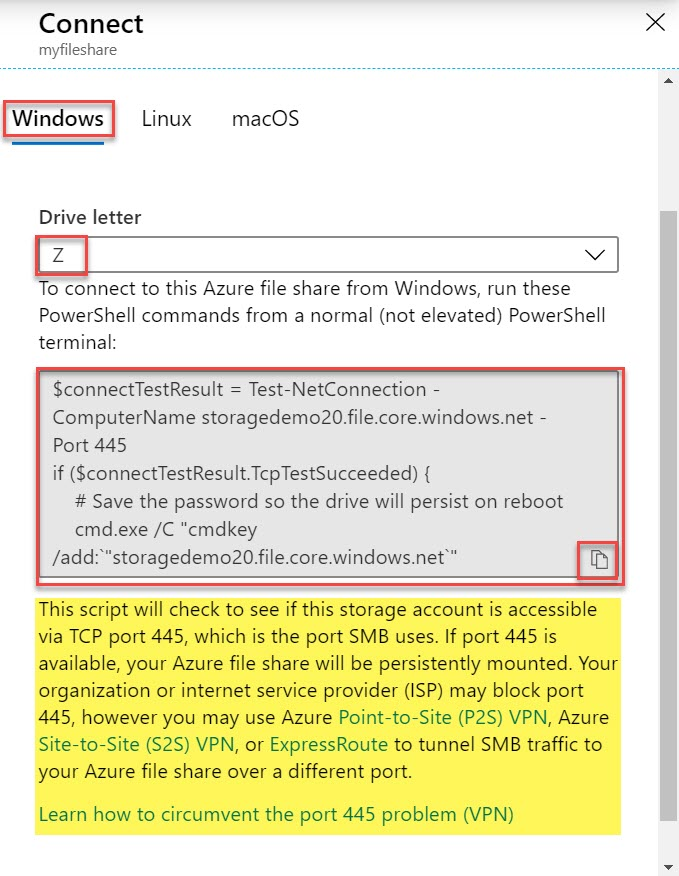 Connect
myfileshare
Windows Linux macOS
Drive letter
Z
To connect to this Azure file share from Windows, run these
PowerShell commands from a normal (not elevated) PowerShell
terminal:
$connectTestResult = Test-NetConnection -
ComputerName storagedemo20.file.core.windows.net -
Port 445
if ($connectTestResult.TcpTestSucceeded) {
# Save the password so the drive will persist on reboot
cmd.exe /C "cmdkey
/add:`"storagedemo20.file.core.windows.net`"
This script will check to see if this storage account is accessible
via TCP port 445, which is the port SMB uses. If port 445 is
available, your Azure file share will be persistently mounted. Your
organization or internet service provider (ISP) may block port
445, however you may use Azure Point-to-Site (P2S) VPN, Azure
Site-to-Site (S2S) VPN, or ExpressRoute to tunnel SMB traffic to
your Azure file share over a different port.
Learn how to circumvent the port 445 problem (VPN)